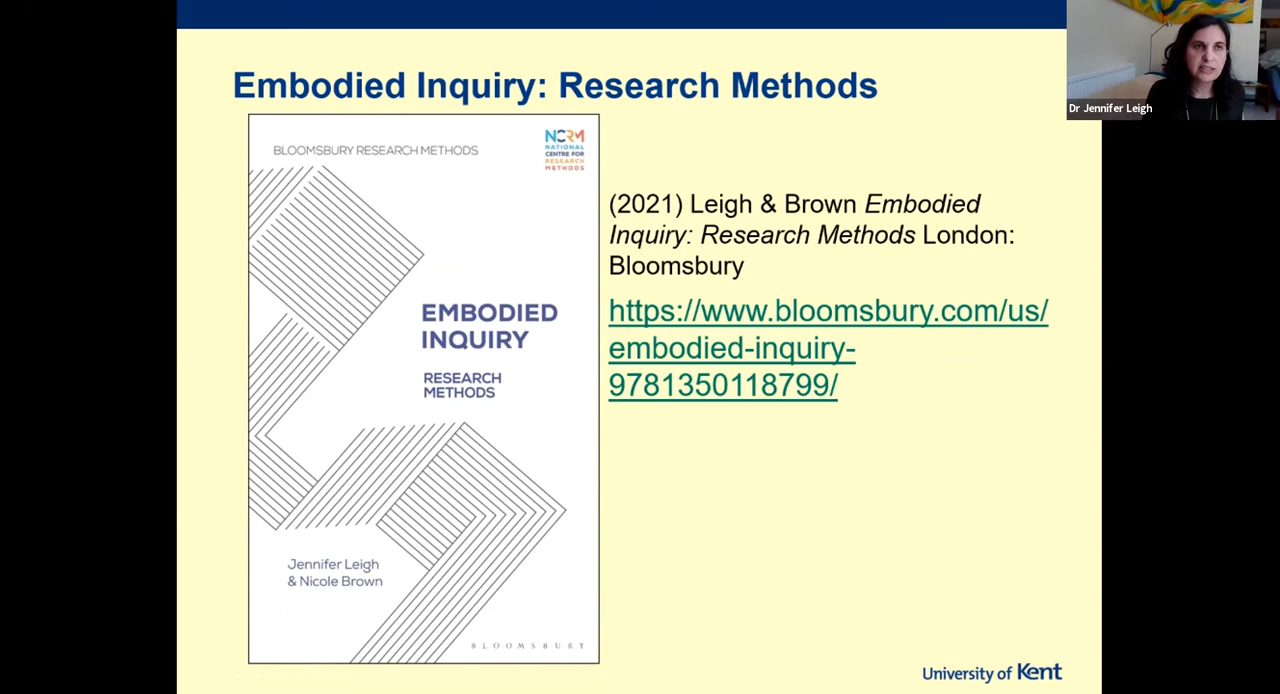 Embodied Inquiry: Research Methods
Dr Jennifer Leigh
BLOOMSBURY RESEARCH METHODS
NCRM
NATIONAL
CENTRE FOR
RESEARCH
METHODS
EMBODIED
INQUIRY
RESEARCH
METHODS
Jennifer Leigh
& Nicole Brown
BLOOMSBURY
(2021) Leigh & Brown Embodied
Inquiry: Research Methods London:
Bloomsbury
https://www.bloomsbury.com/us/
embodied-inquiry-
9781350118799/
University of Kent